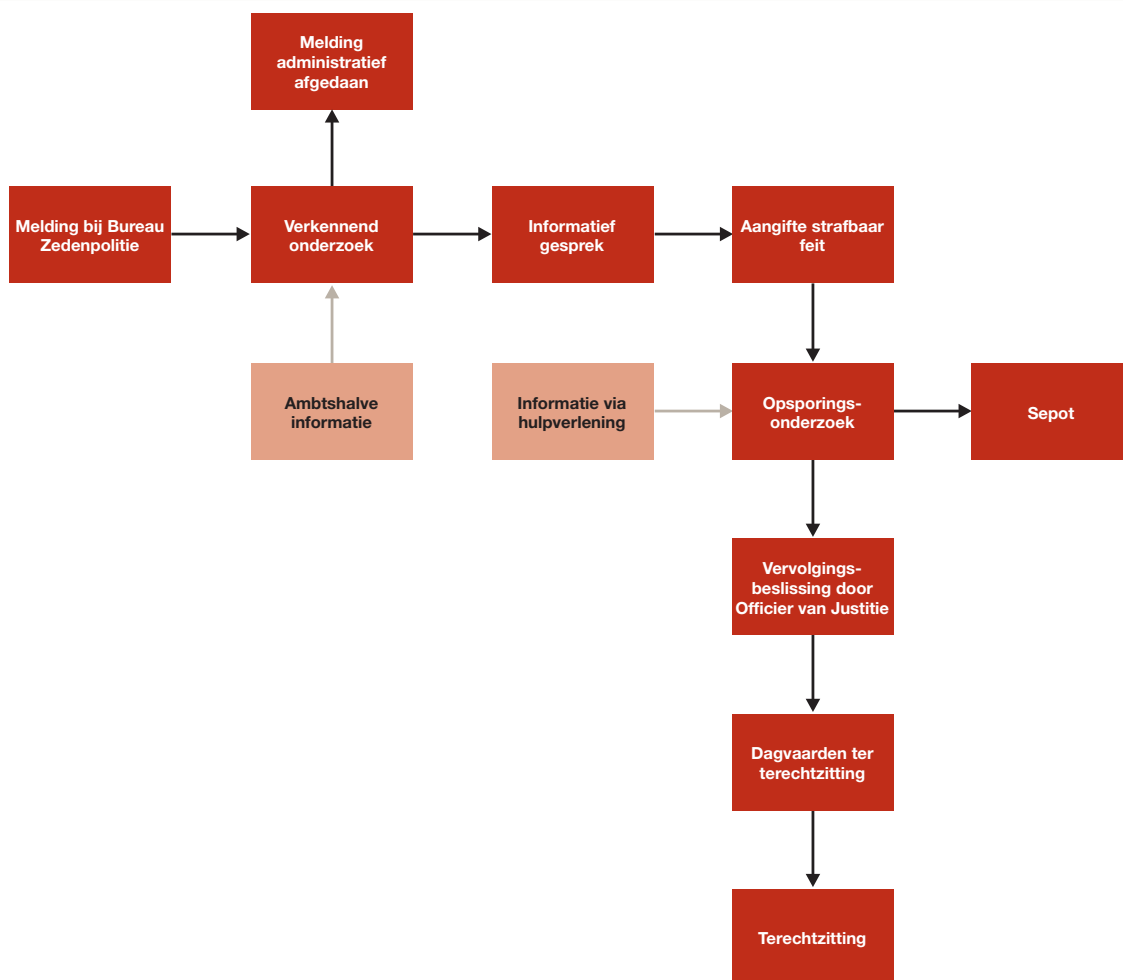 Melding
administratief
afgedaan
Melding bij Bureau
Zedenpolitie
Verkennend
onderzoek
Informatief
gesprek
Aangifte strafbaar
feit
Ambtshalve
informatie
Informatie via
hulpverlening
Opsporings-
onderzoek
Sepot
Vervolgings-
beslissing door
Officier van Justitie
Dagvaarden ter
terechtzitting
Terechtzitting